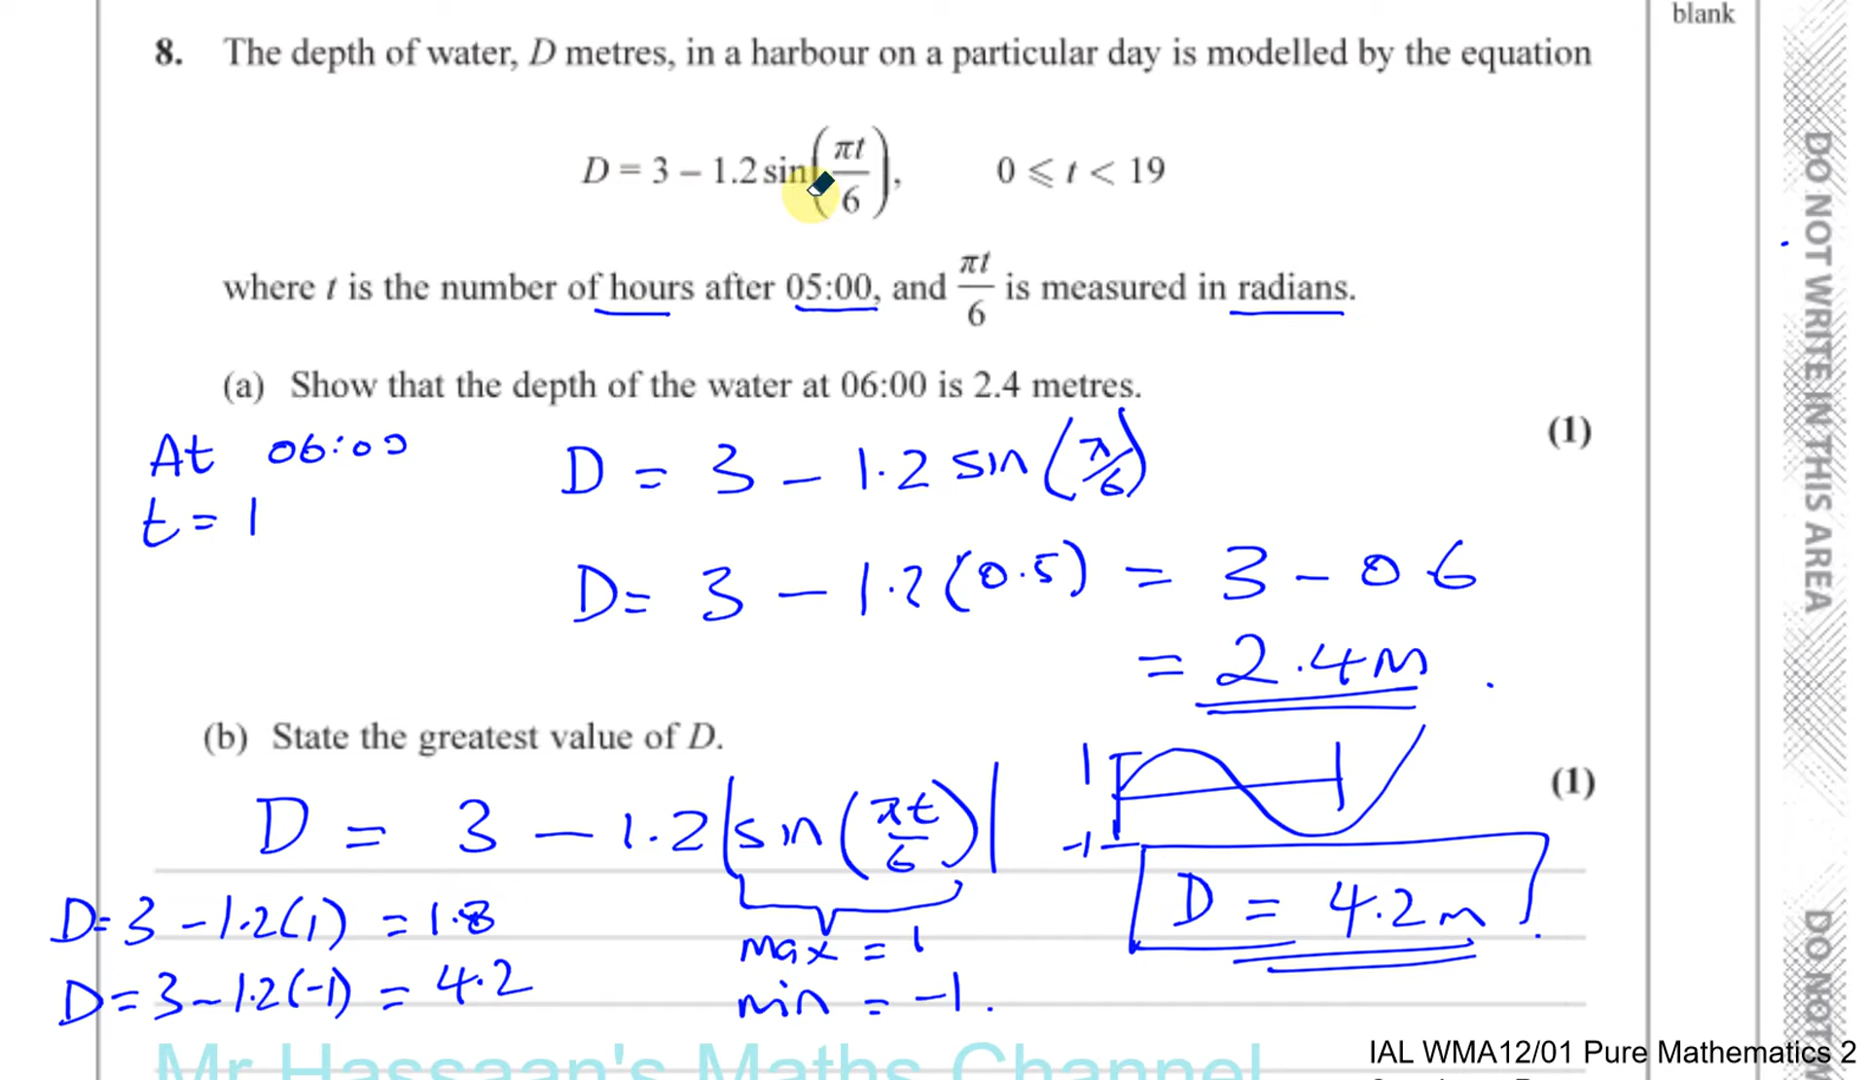 blank
8. The depth of water, D metres, in a harbour on a particular day is modelled by the equation
D = 3 – 1.2 sin(πt/6),   0 ⩽ t < 19
where t is the number of hours after 05:00, and πt/6 is measured in radians.
(a) Show that the depth of the water at 06:00 is 2.4 metres.
(1)
At 06:00
t = 1
D = 3 – 1.2 sin(π/6)
D = 3 – 1.2(0.5) = 3 – 0 6
= 2.4m
(b) State the greatest value of D.
(1)
D = 3 – 1.2|sin(πt/6)|
1
-1
D = 4.2m
D = 3 – 1.2(1) = 1.8
max = 1
D = 3 – 1.2(-1) = 4.2
min = -1.
Mr Hassaan's Maths Channel
IAL WMA12/01 Pure Mathematics 2
DO NOT WRITE IN THIS AREA
DO NOT W